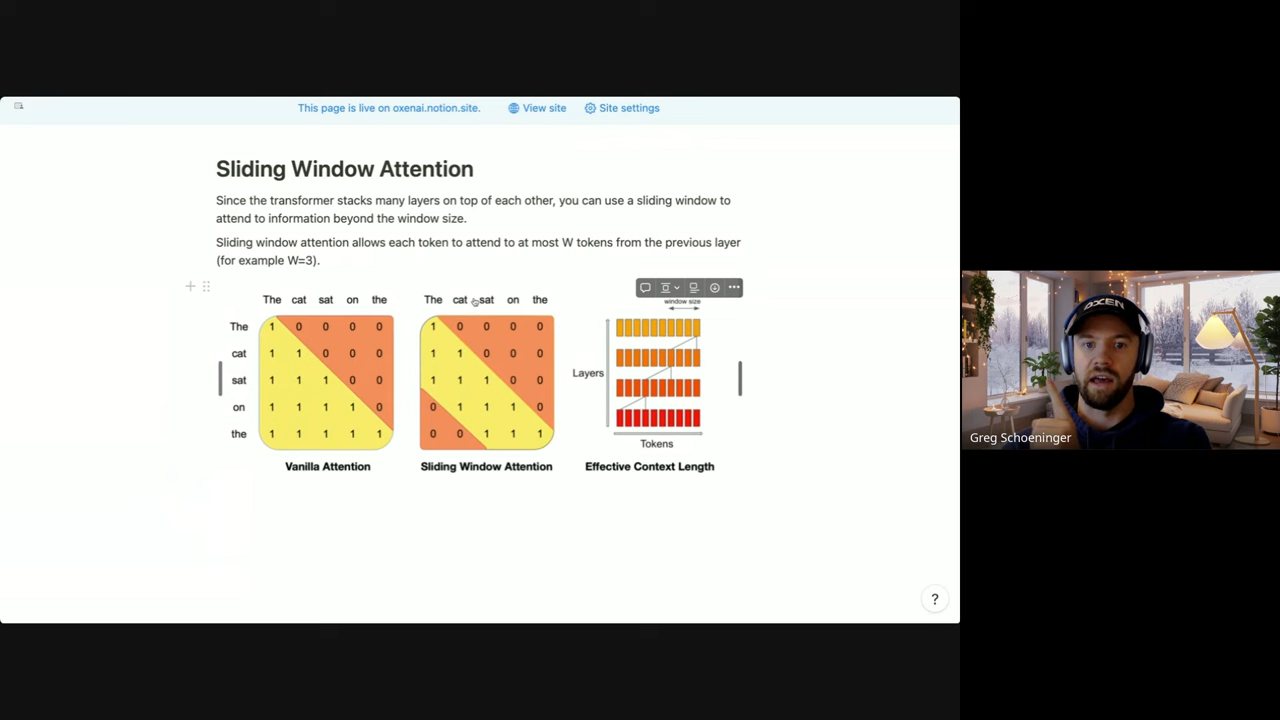 This page is live on oxenai.notion.site. View site Site settings
Sliding Window Attention
Since the transformer stacks many layers on top of each other, you can use a sliding window to
attend to information beyond the window size.
Sliding window attention allows each token to attend to at most W tokens from the previous layer
(for example W=3).
The cat sat on the
The 1 0 0 0 0
cat 1 1 0 0 0
sat 1 1 1 0 0
on 1 1 1 1 0
the 1 1 1 1 1
Vanilla Attention
The cat sat on the
1 0 0 0 0
1 1 0 0 0
1 1 1 0 0
0 1 1 1 0
0 0 1 1 1
Sliding Window Attention
window size
Layers
Tokens
Effective Context Length
?
OXEN
Greg Schoeninger